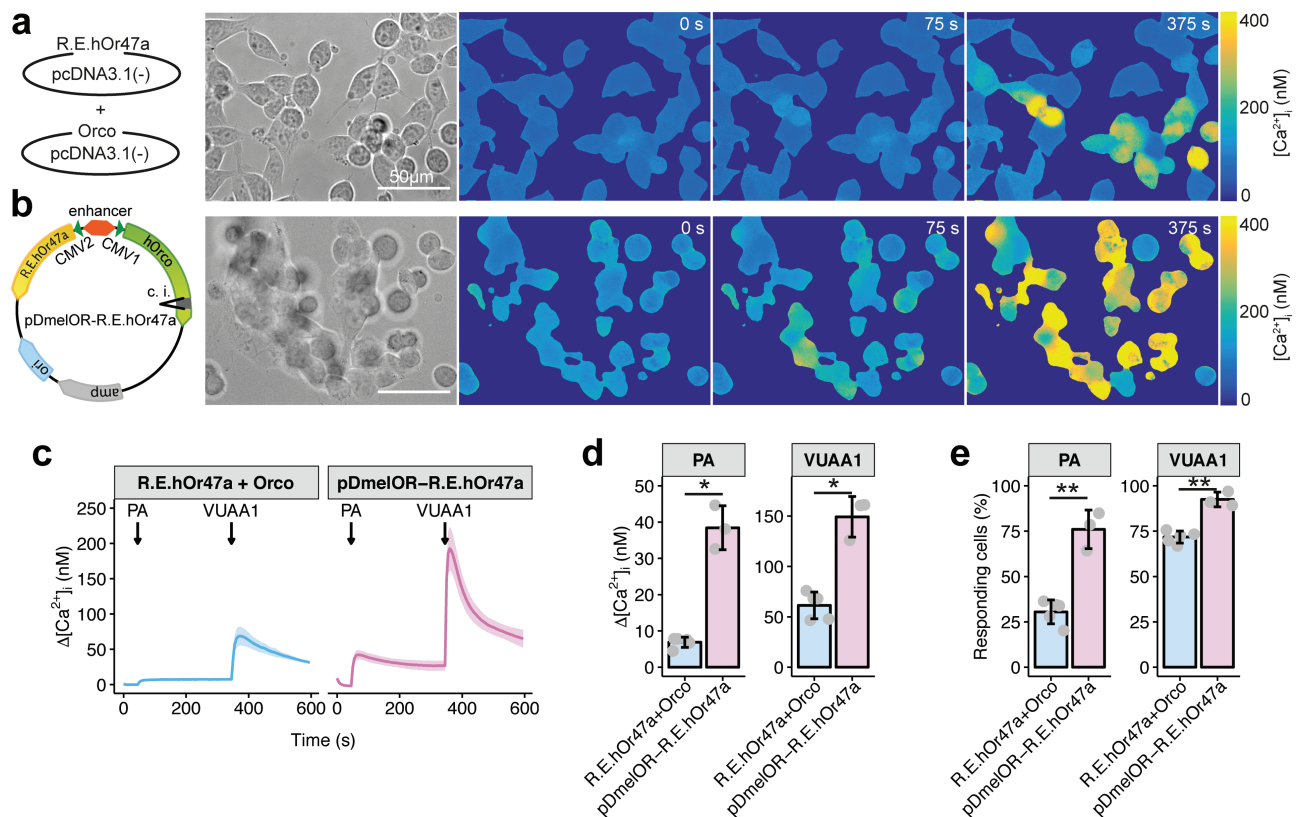 a
R.E.hOr47a
pcDNA3.1(-)
+
Orco
pcDNA3.1(-)
50µm
0 s
75 s
375 s
400
200
0
[Ca²⁺]ᵢ (nM)
b
enhancer
CMV2
CMV1
R.E.hOr47a
hOrco
c. i.
pDmelOR-R.E.hOr47a
ori
amp
0 s
75 s
375 s
400
200
0
[Ca²⁺]ᵢ (nM)
c
R.E.hOr47a + Orco
pDmelOR−R.E.hOr47a
PA
VUAA1
PA
VUAA1
250
200
150
100
50
0
Δ[Ca²⁺]ᵢ (nM)
0 200 400 600
0 200 400 600
Time (s)
d
PA
VUAA1
*
*
50
40
30
20
10
0
Δ[Ca²⁺]ᵢ (nM)
150
100
50
0
R.E.hOr47a+Orco
pDmelOR−R.E.hOr47a
R.E.hOr47a+Orco
pDmelOR−R.E.hOr47a
e
PA
VUAA1
**
**
100
75
50
25
0
Responding cells (%)
100
75
50
25
0
R.E.hOr47a+Orco
pDmelOR−R.E.hOr47a
R.E.hOr47a+Orco
pDmelOR−R.E.hOr47a